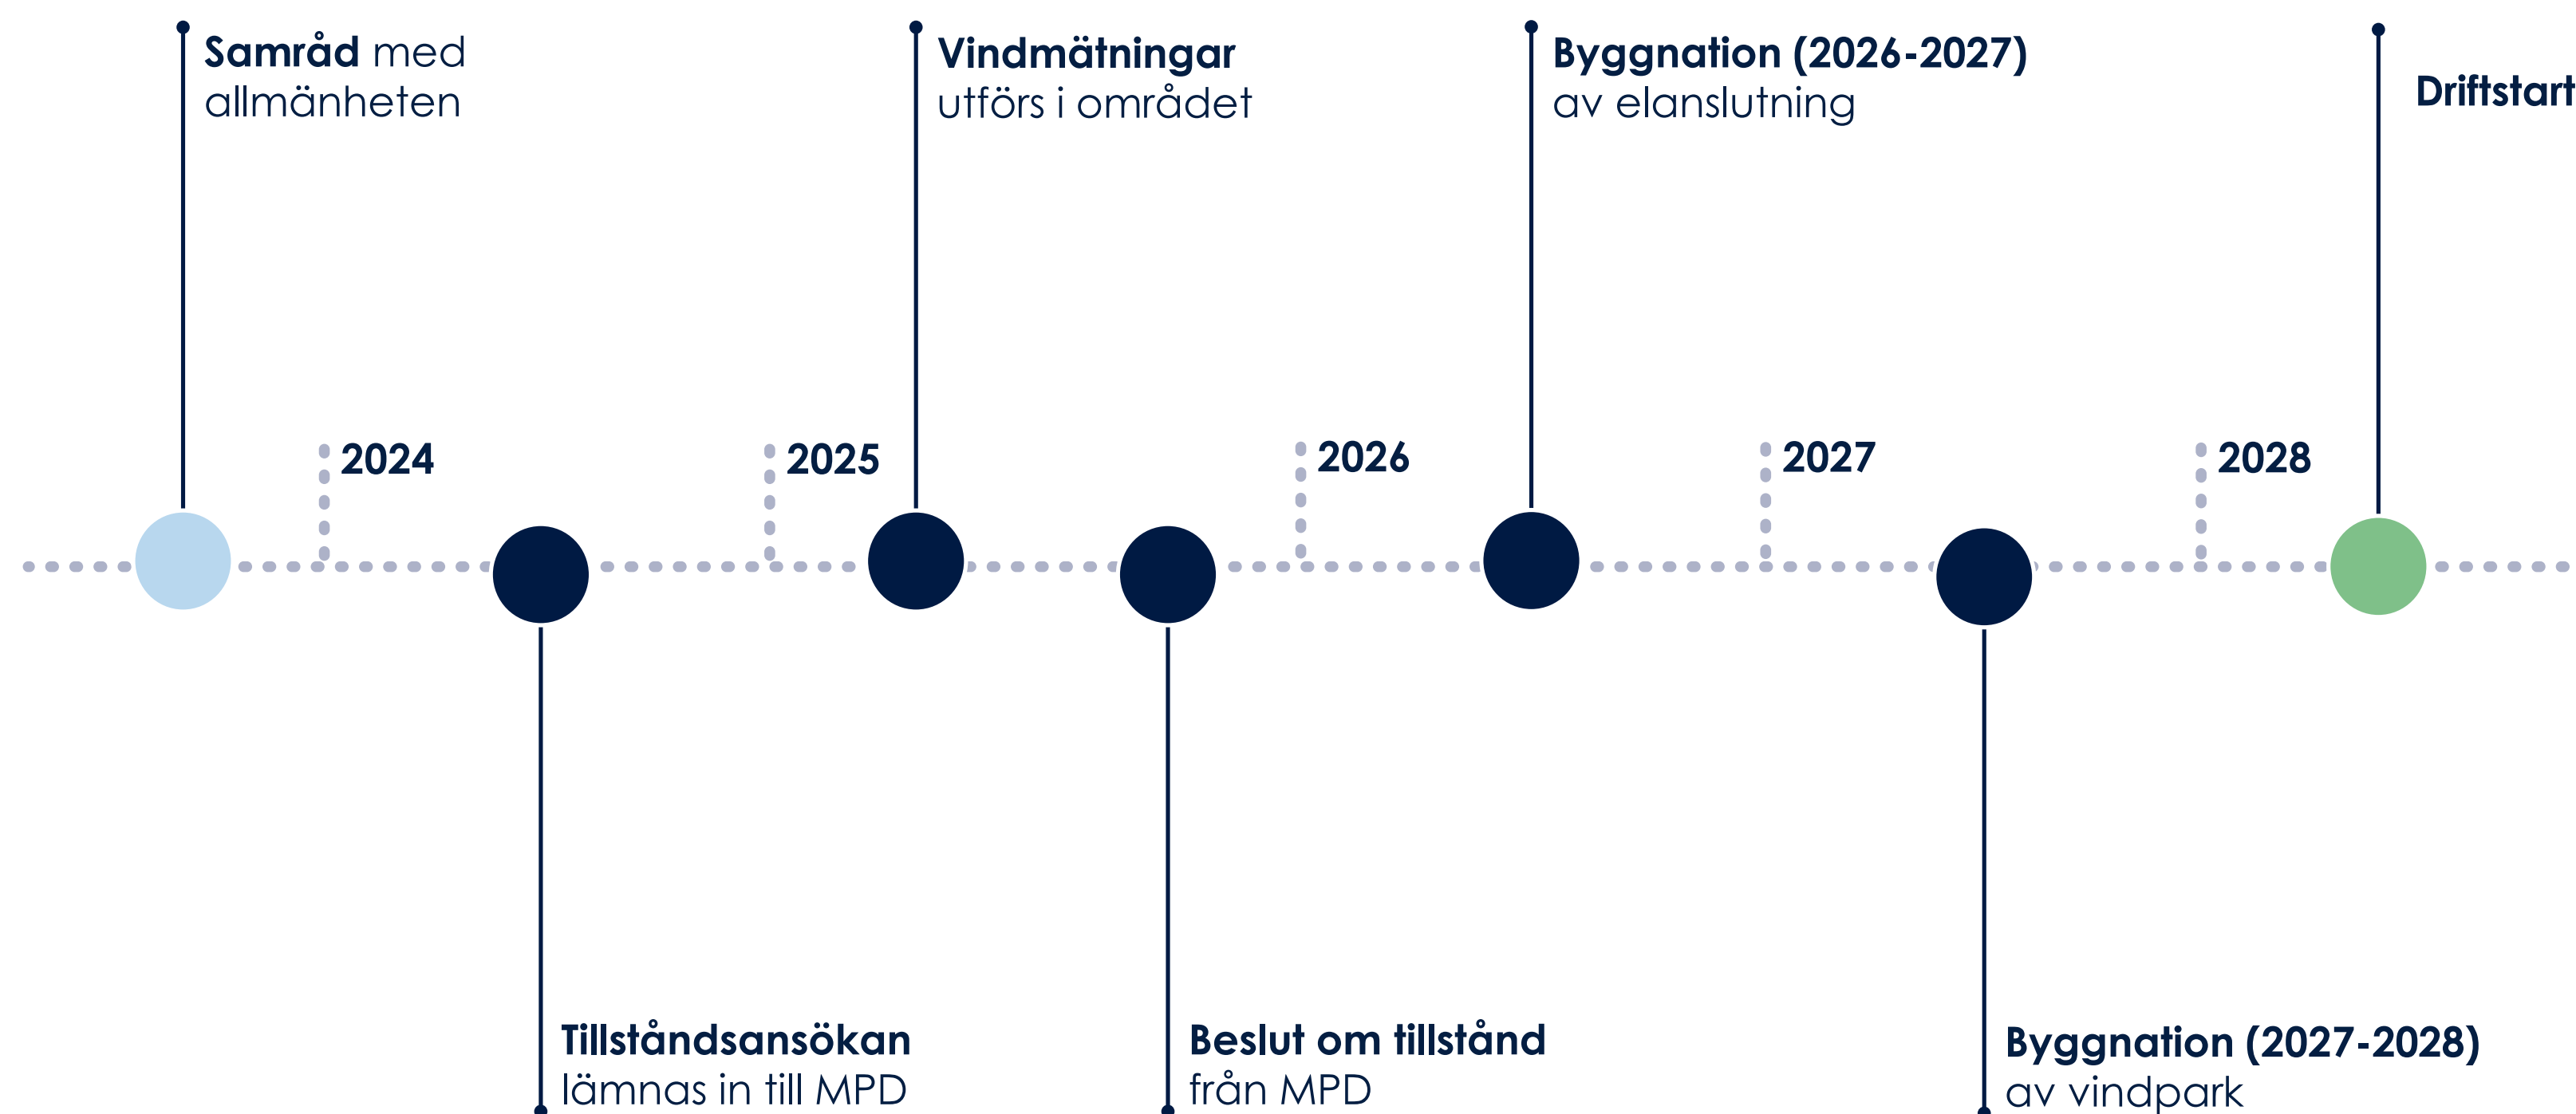 Samråd med
allmänheten
Vindmätningar
utförs i området
Byggnation (2026-2027)
av elanslutning
Driftstart
2024
2025
2026
2027
2028
Tillståndsansökan
lämnas in till MPD
Beslut om tillstånd
från MPD
Byggnation (2027-2028)
av vindpark